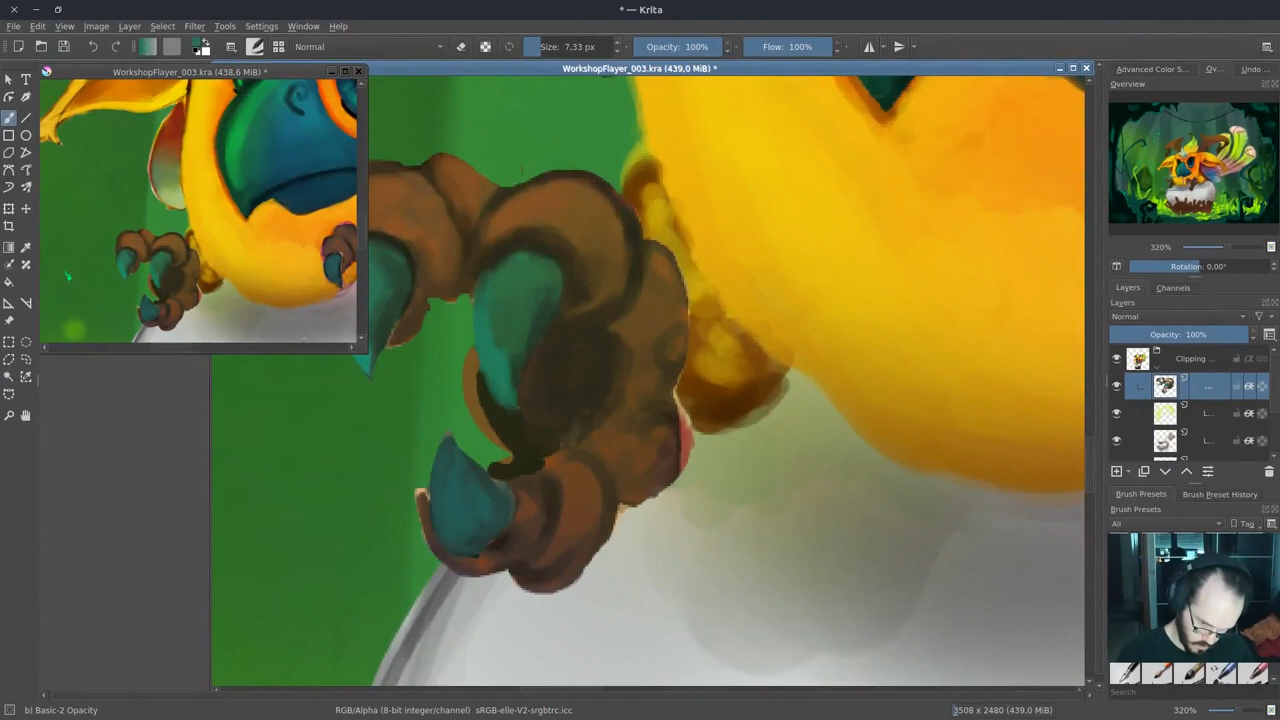 * — Krita
File Edit View Image Layer Select Filter Tools Settings Window Help
Normal Size: 7,33 px Opacity: 100% Flow: 100%
WorkshopFlayer_003.kra (438,6 MiB) *
WorkshopFlayer_003.kra (439,0 MiB) *
Advanced Color S... Ov... Undo ...
Overview
320%
Rotation: 0,00°
Layers Channels
Layers
Normal
Opacity: 100%
Clipping ...
...
L...
L...
Brush Presets Brush Preset History
Brush Presets
All Tag
Search
b) Basic-2 Opacity RGB/Alpha (8-bit integer/channel) sRGB-elle-V2-srgbtrc.icc 3508 x 2480 (439,0 MiB) 320%